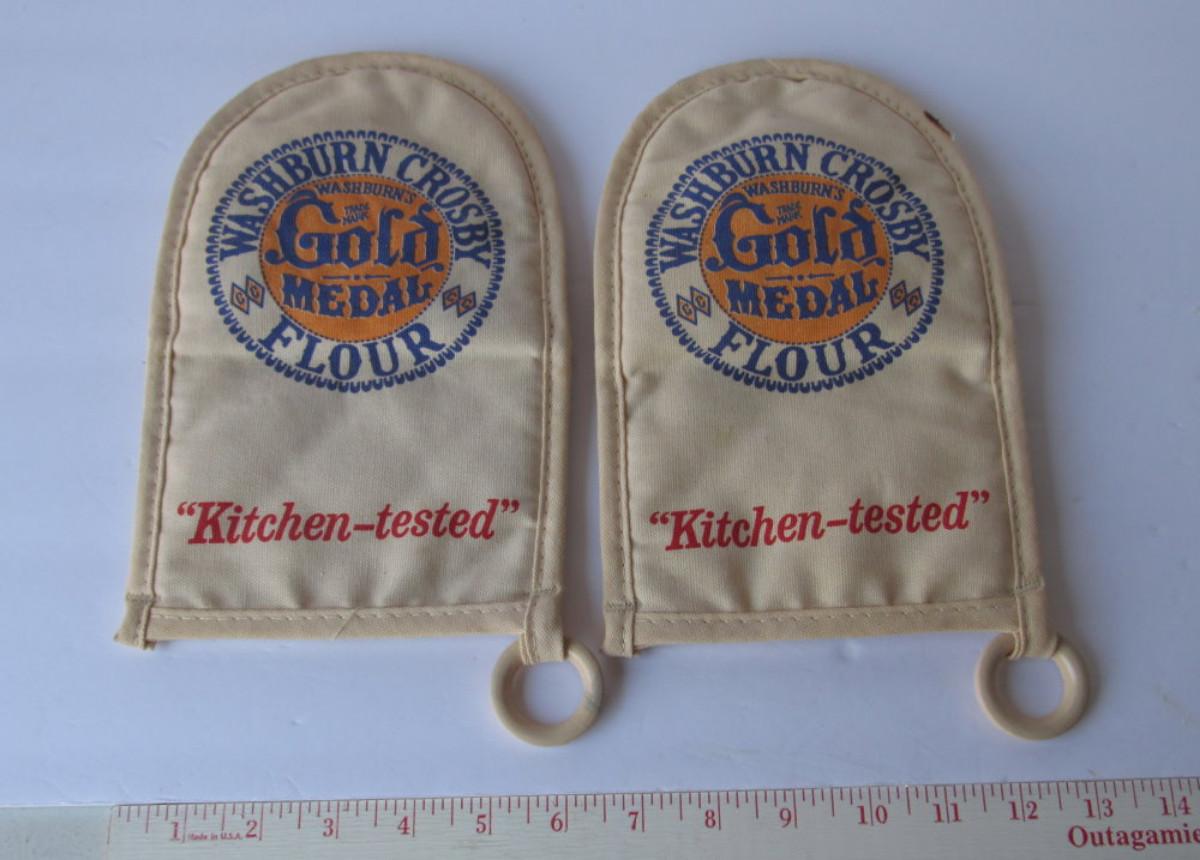 WASHBURN CROSBY
WASHBURN'S
TRADE
MARK
Gold
MEDAL
FLOUR
"Kitchen-tested"
WASHBURN CROSBY
WASHBURN'S
TRADE
MARK
Gold
MEDAL
FLOUR
"Kitchen-tested"
1 Made in U.S.A. 2 3 4 5 6 7 8 9 10 11 12 13 14
Outagamie